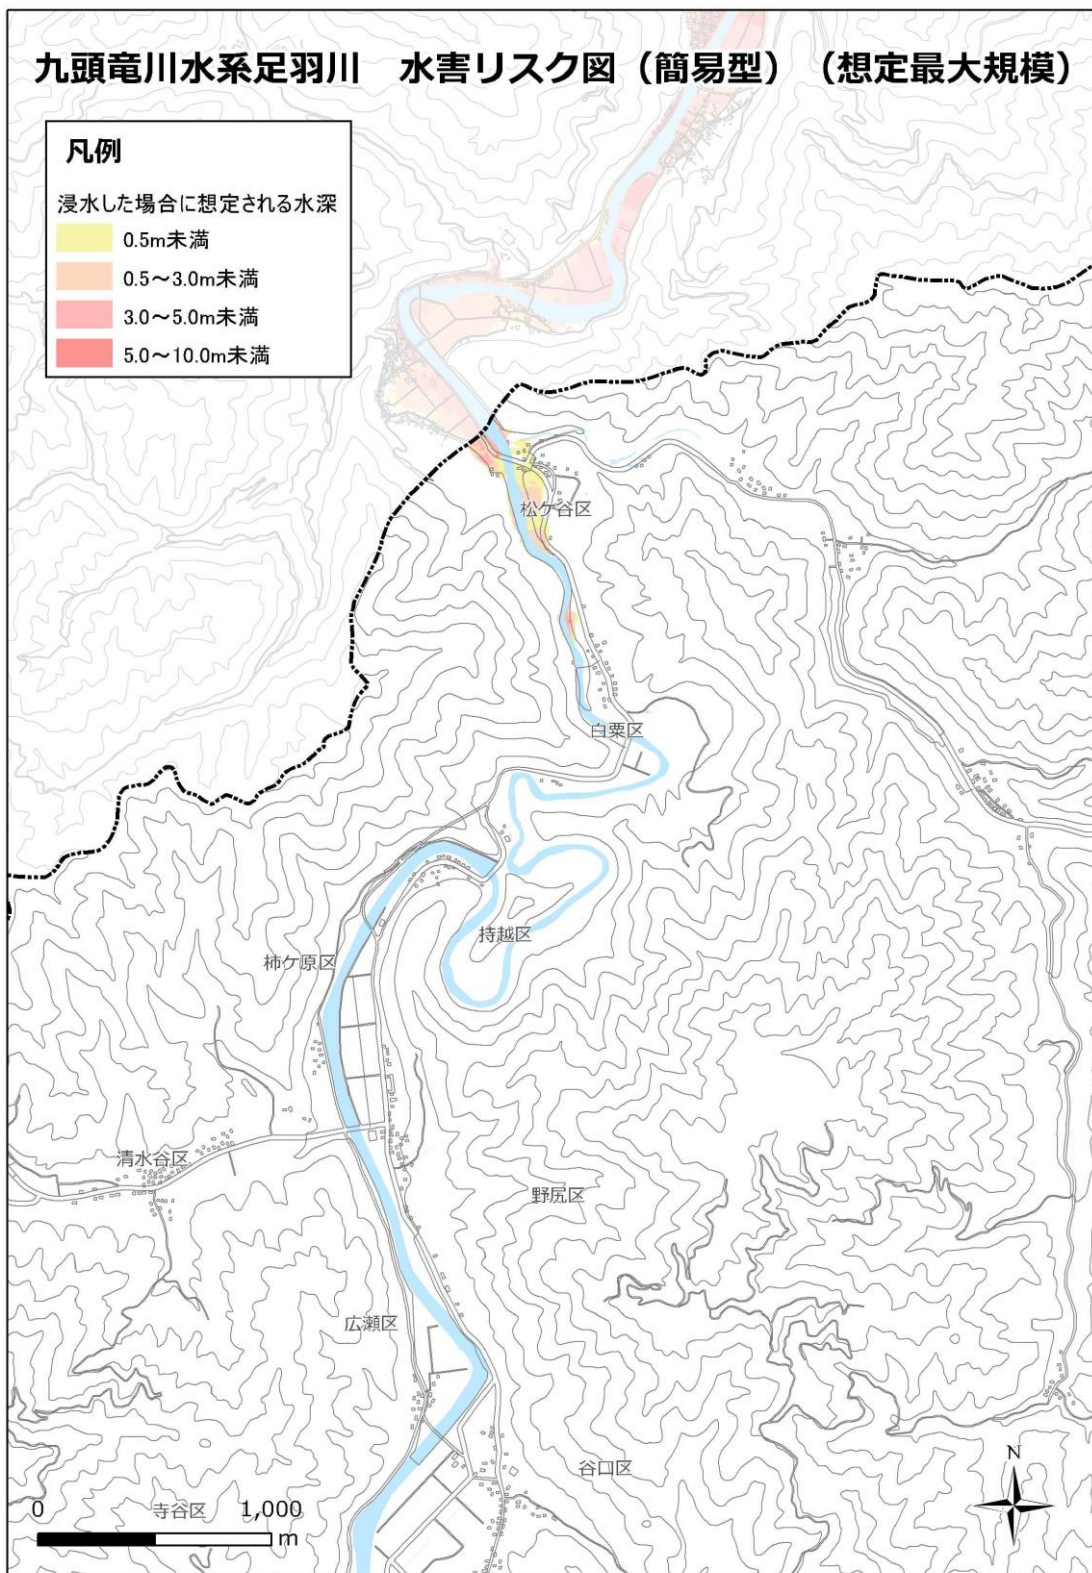 九頭竜川水系足羽川　水害リスク図（簡易型）（想定最大規模）
凡例
浸水した場合に想定される水深
0.5m未満
0.5～3.0m未満
3.0～5.0m未満
5.0～10.0m未満
松ケ谷区
白粟区
持越区
柿ケ原区
清水谷区
野尻区
広瀬区
谷口区
寺谷区
N
0 1,000
m